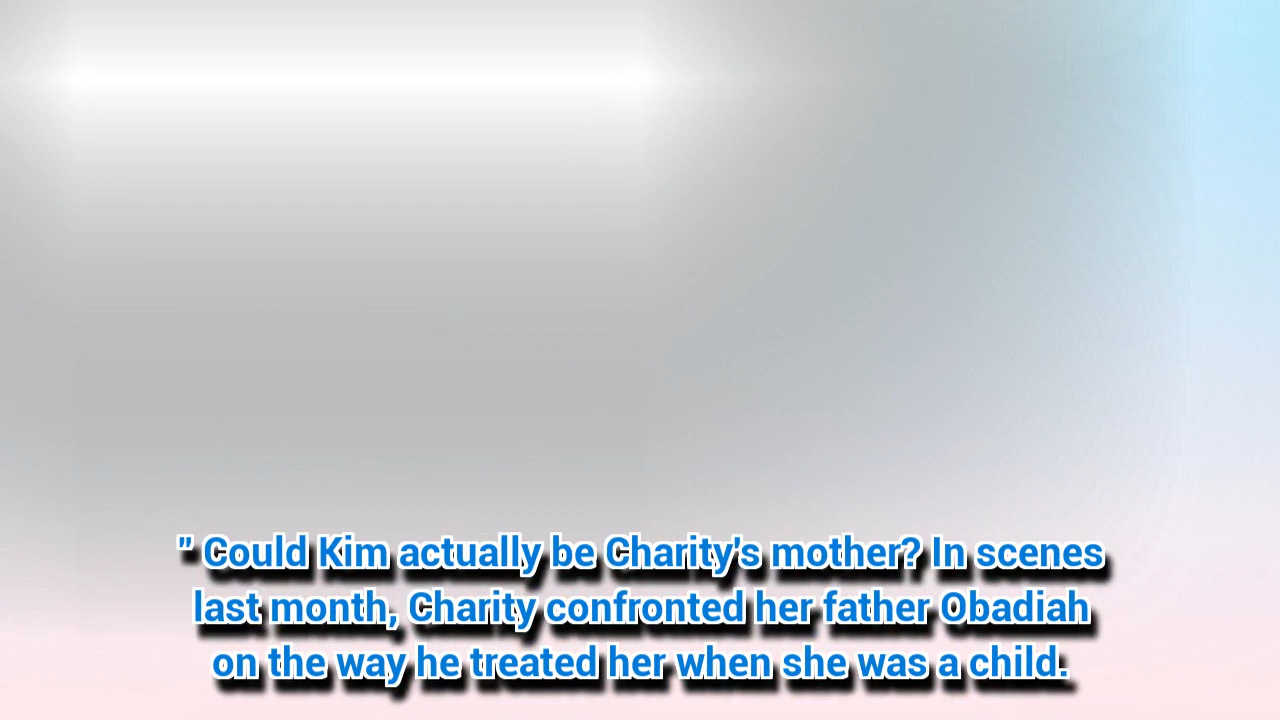 " Could Kim actually be Charity's mother? In scenes
last month, Charity confronted her father Obadiah
on the way he treated her when she was a child.